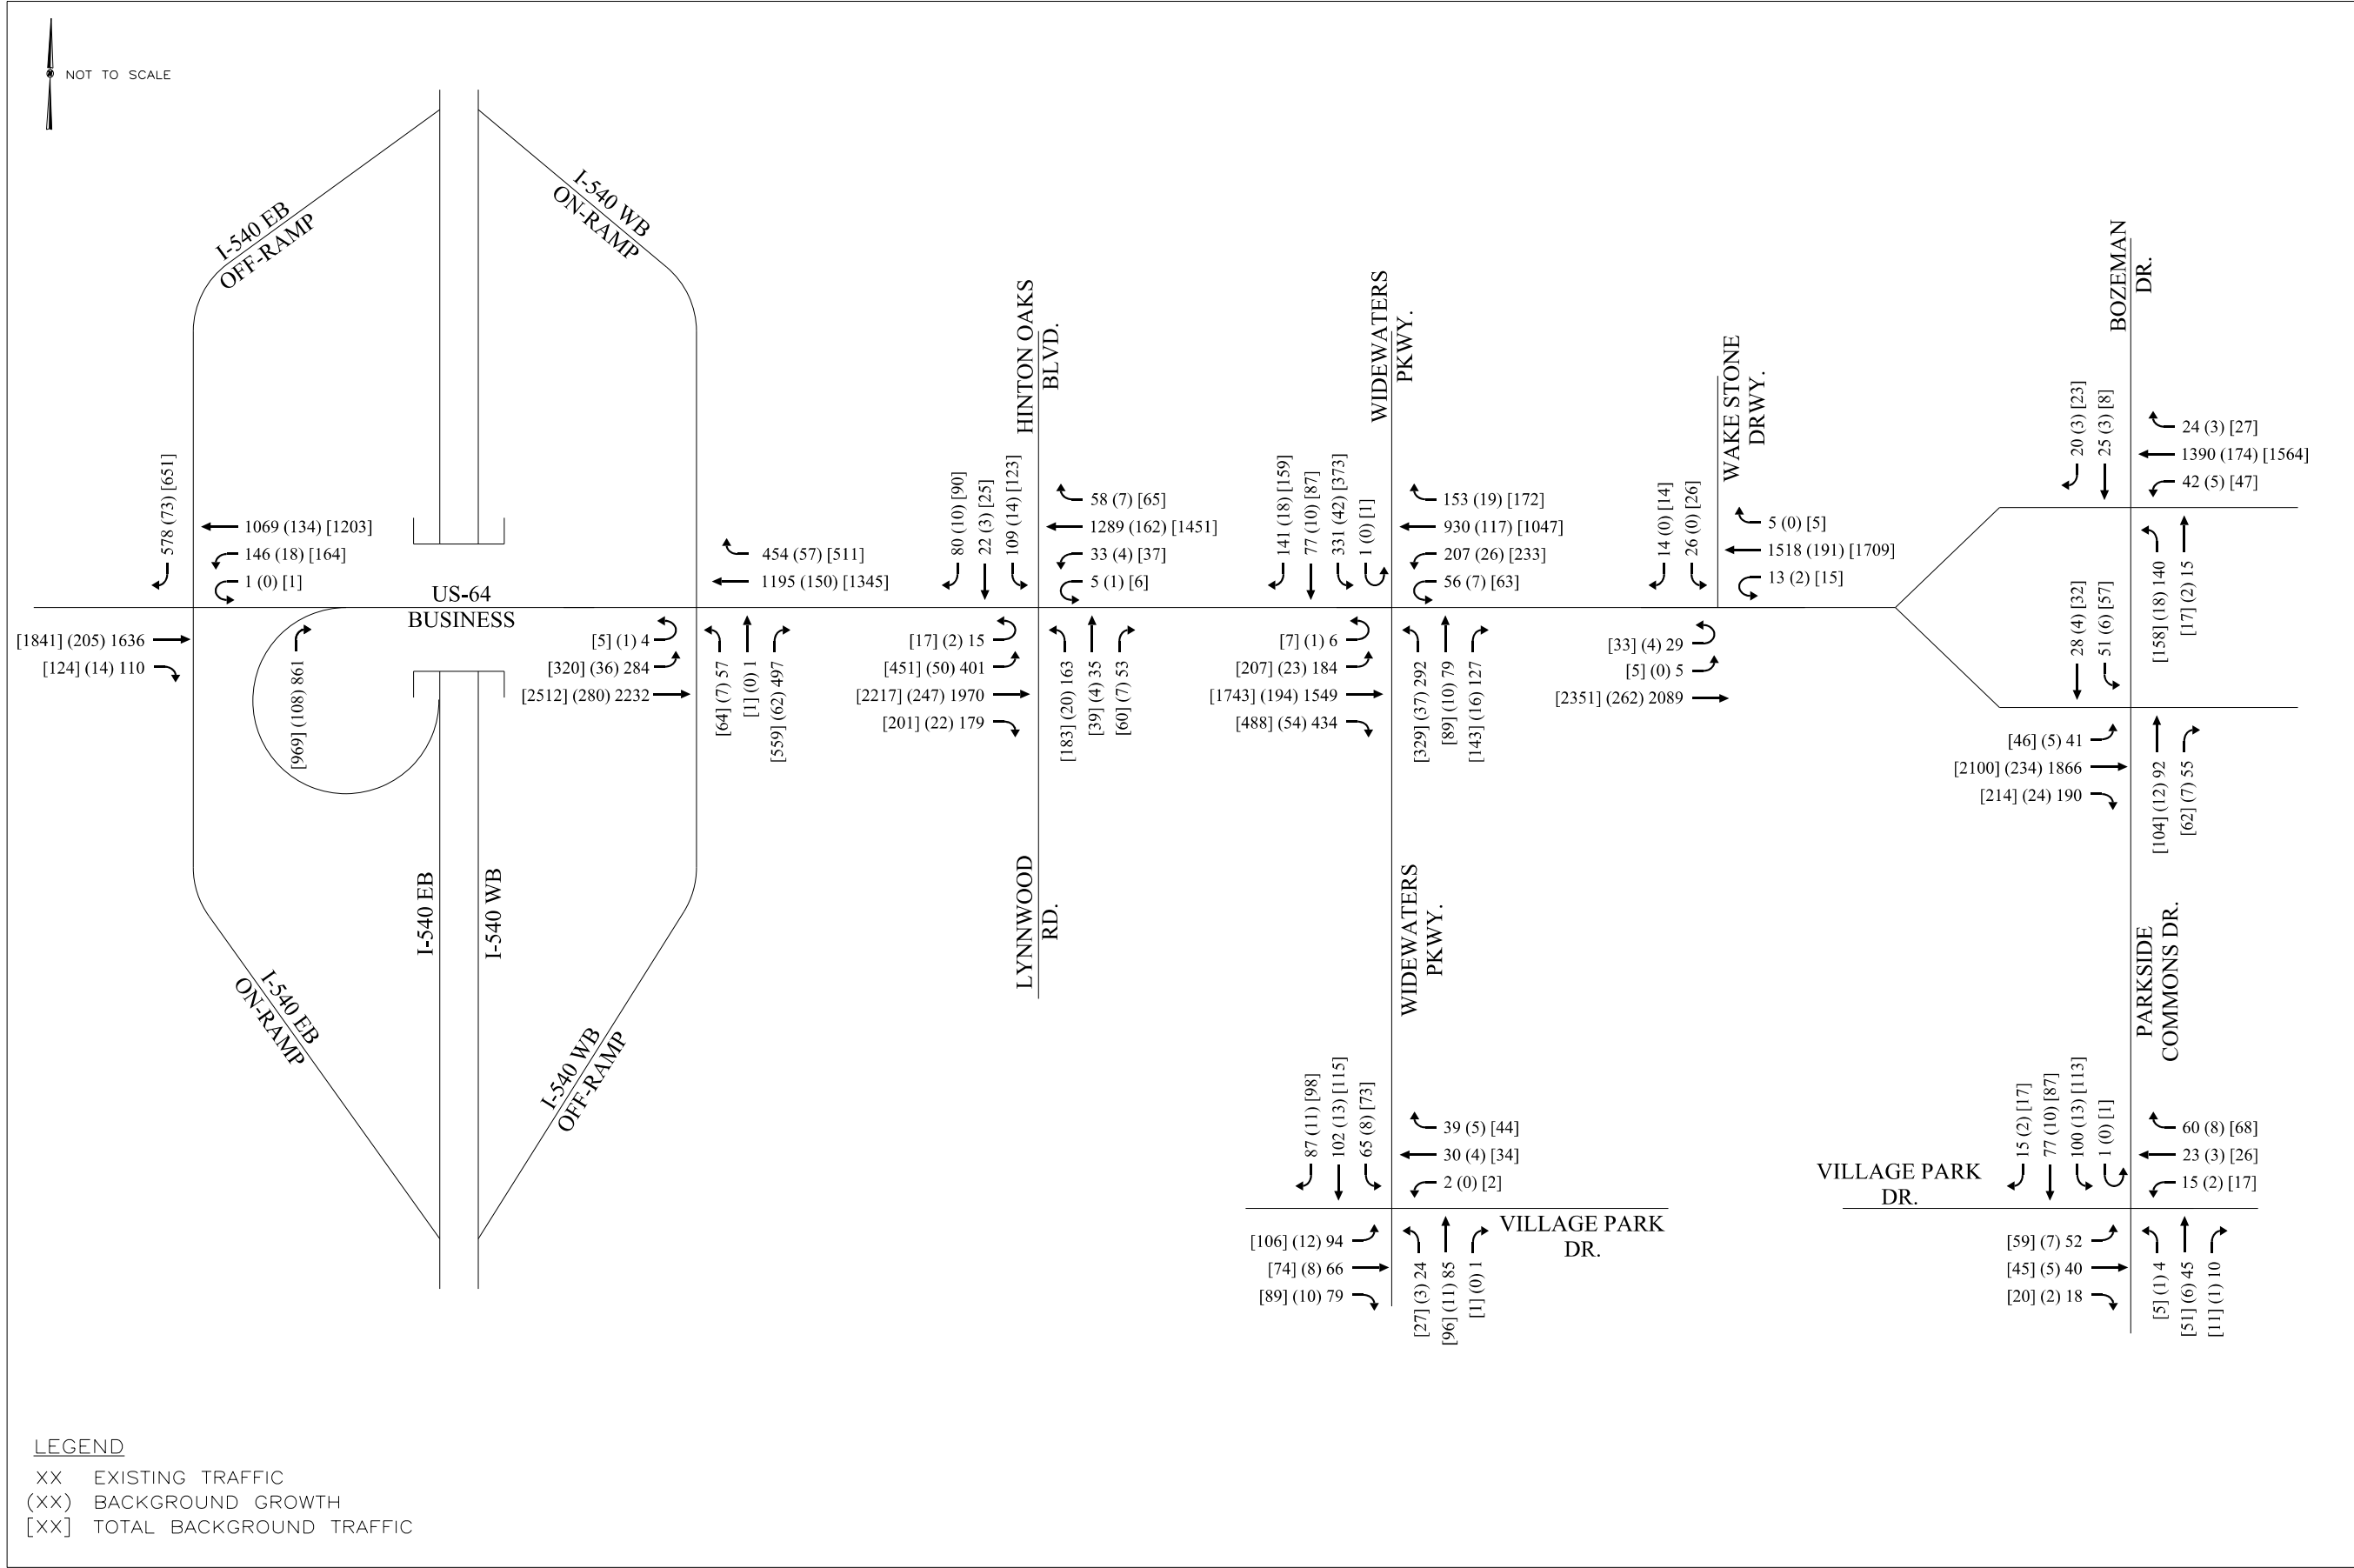 NOT TO SCALE
I-540 EB
OFF-RAMP
I-540 WB
ON-RAMP
HINTON OAKS
BLVD.
WIDEWATERS
PKWY.
WAKE STONE
DRWY.
BOZEMAN
DR.
578 (73) [651]
1069 (134) [1203]
146 (18) [164]
1 (0) [1]
US-64
BUSINESS
[1841] (205) 1636
[124] (14) 110
[969] (108) 861
454 (57) [511]
1195 (150) [1345]
[5] (1) 4
[320] (36) 284
[2512] (280) 2232
[64] (7) 57
[1] (0) 1
[559] (62) 497
80 (10) [90]
22 (3) [25]
109 (14) [123]
58 (7) [65]
1289 (162) [1451]
33 (4) [37]
5 (1) [6]
[17] (2) 15
[451] (50) 401
[2217] (247) 1970
[201] (22) 179
[183] (20) 163
[39] (4) 35
[60] (7) 53
141 (18) [159]
77 (10) [87]
331 (42) [373]
1 (0) [1]
153 (19) [172]
930 (117) [1047]
207 (26) [233]
56 (7) [63]
[7] (1) 6
[207] (23) 184
[1743] (194) 1549
[488] (54) 434
[329] (37) 292
[89] (10) 79
[143] (16) 127
14 (0) [14]
26 (0) [26]
5 (0) [5]
1518 (191) [1709]
13 (2) [15]
[33] (4) 29
[5] (0) 5
[2351] (262) 2089
20 (3) [23]
25 (3) [8]
24 (3) [27]
1390 (174) [1564]
42 (5) [47]
[158] (18) 140
[17] (2) 15
28 (4) [32]
51 (6) [57]
[46] (5) 41
[2100] (234) 1866
[214] (24) 190
[104] (12) 92
[62] (7) 55
I-540 EB
I-540 WB
I-540 EB
ON-RAMP
I-540 WB
OFF-RAMP
LYNNWOOD
RD.
WIDEWATERS
PKWY.
PARKSIDE
COMMONS DR.
87 (11) [98]
102 (13) [115]
65 (8) [73]
39 (5) [44]
30 (4) [34]
2 (0) [2]
VILLAGE PARK
DR.
[106] (12) 94
[74] (8) 66
[89] (10) 79
[27] (3) 24
[96] (11) 85
[1] (0) 1
15 (2) [17]
77 (10) [87]
100 (13) [113]
1 (0) [1]
60 (8) [68]
23 (3) [26]
15 (2) [17]
VILLAGE PARK
DR.
[59] (7) 52
[45] (5) 40
[20] (2) 18
[5] (1) 4
[51] (6) 45
[11] (1) 10
LEGEND
XX EXISTING TRAFFIC
(XX) BACKGROUND GROWTH
[XX] TOTAL BACKGROUND TRAFFIC